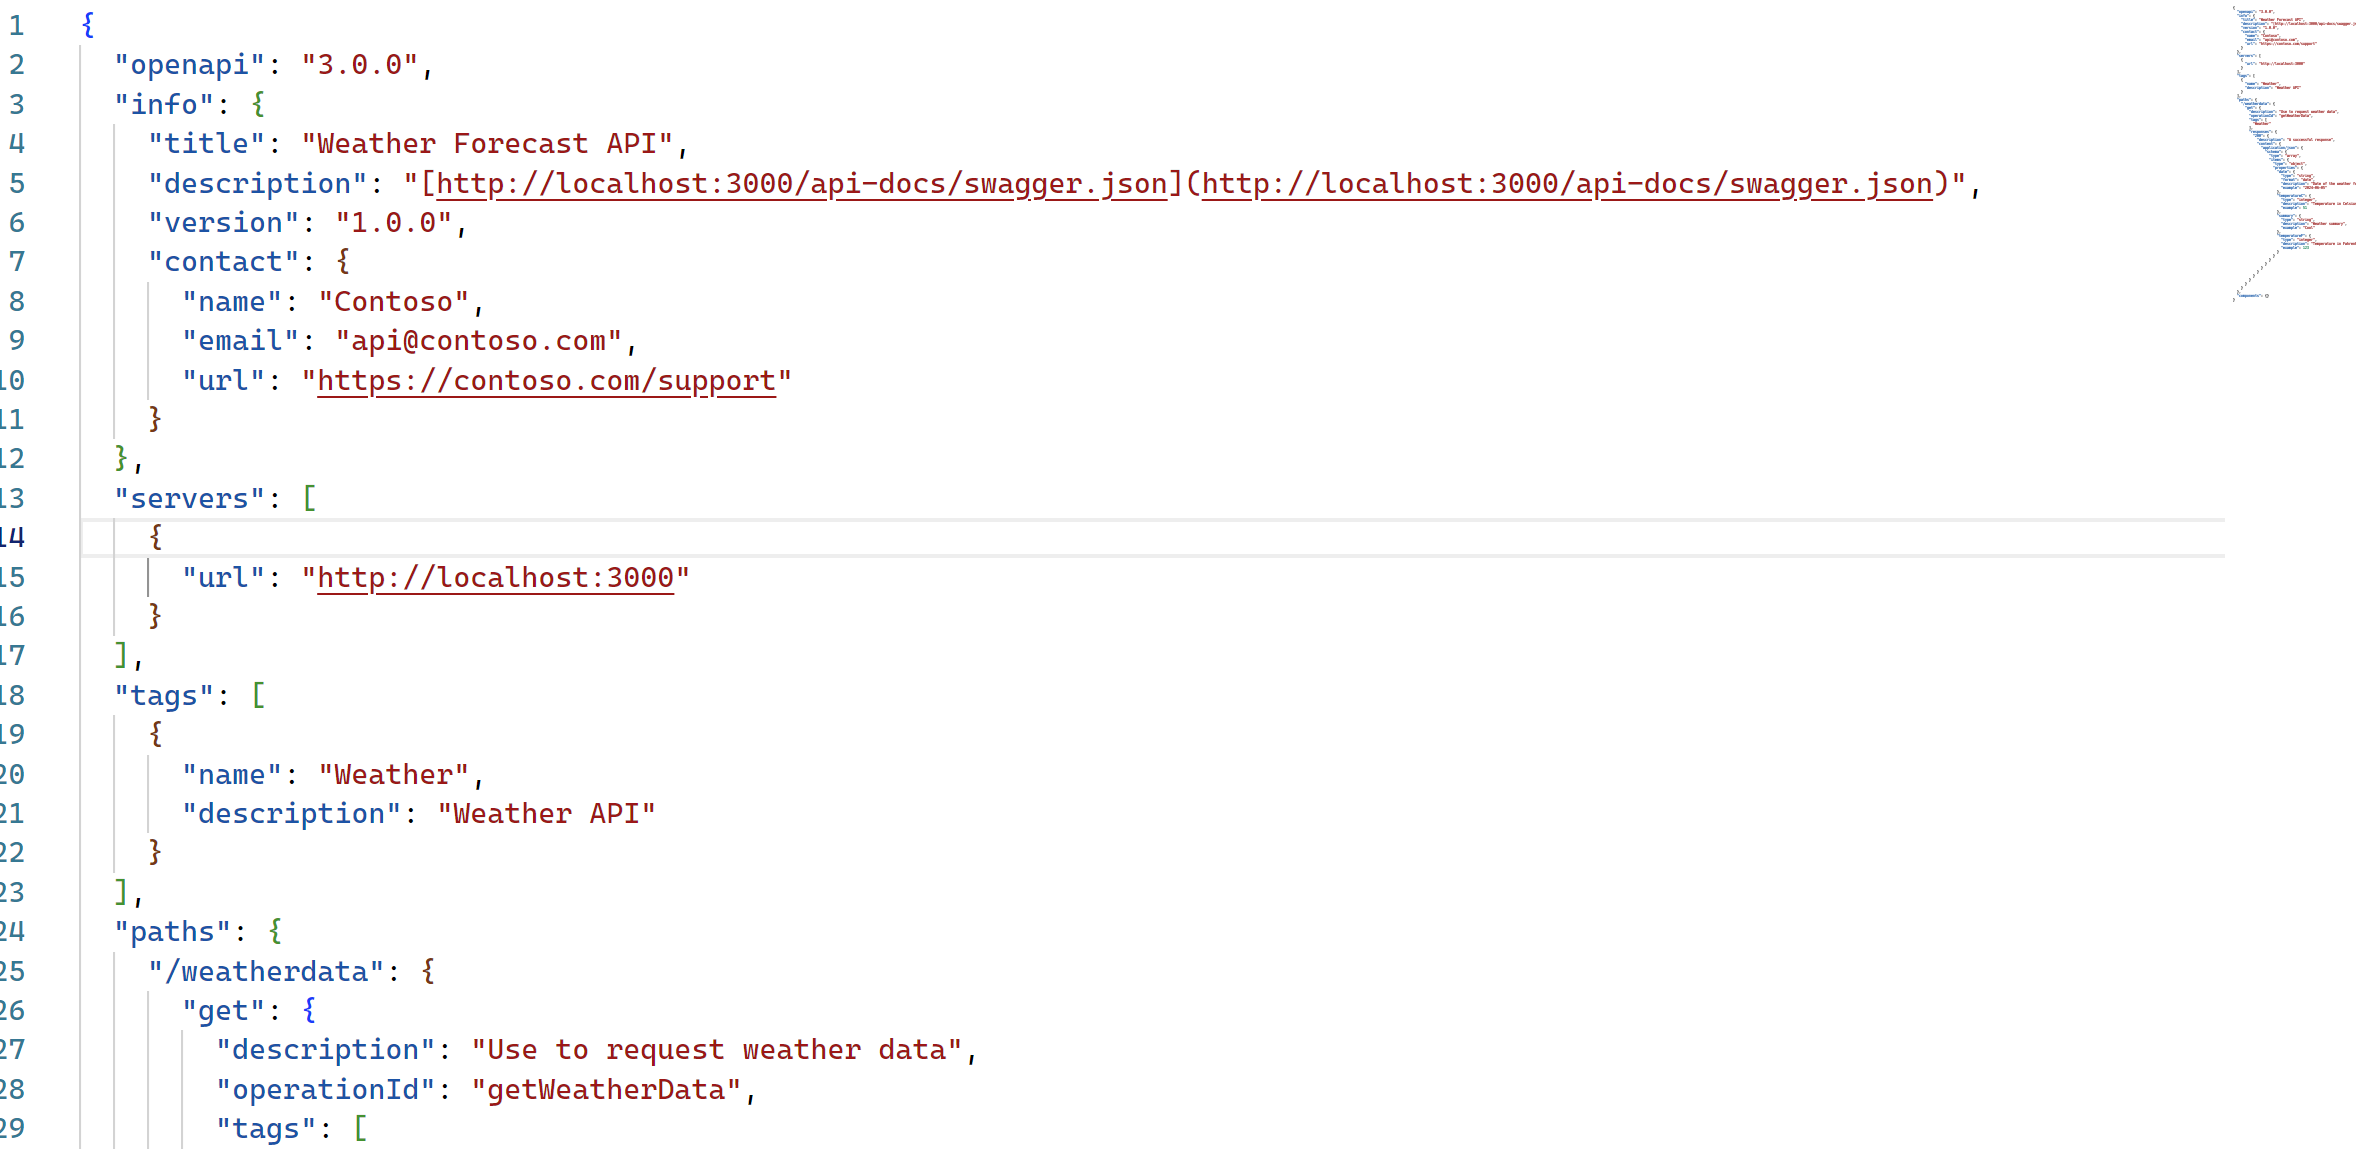 1 {
2   "openapi": "3.0.0",
3   "info": {
4     "title": "Weather Forecast API",
5     "description": "[http://localhost:3000/api-docs/swagger.json](http://localhost:3000/api-docs/swagger.json)",
6     "version": "1.0.0",
7     "contact": {
8       "name": "Contoso",
9       "email": "api@contoso.com",
10       "url": "https://contoso.com/support"
11     }
12   },
13   "servers": [
14     {
15       "url": "http://localhost:3000"
16     }
17   ],
18   "tags": [
19     {
20       "name": "Weather",
21       "description": "Weather API"
22     }
23   ],
24   "paths": {
25     "/weatherdata": {
26       "get": {
27         "description": "Use to request weather data",
28         "operationId": "getWeatherData",
29         "tags": [